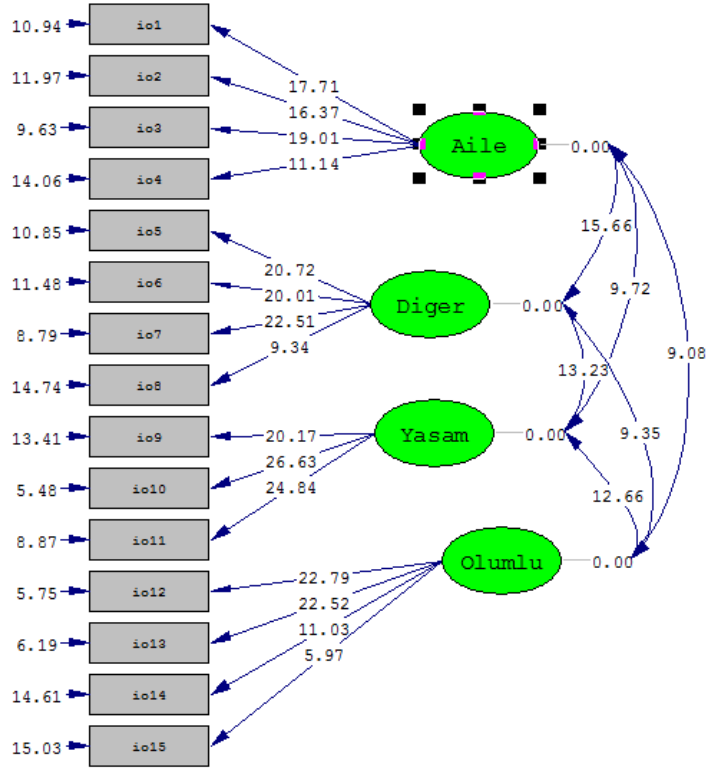 10.94 io1
11.97 io2
9.63 io3
14.06 io4
10.85 io5
11.48 io6
8.79 io7
14.74 io8
13.41 io9
5.48 io10
8.87 io11
5.75 io12
6.19 io13
14.61 io14
15.03 io15
17.71
16.37
19.01
11.14
Aile 0.00
20.72
20.01
22.51
9.34
Diger 0.00
20.17
26.63
24.84
Yasam 0.00
22.79
22.52
11.03
5.97
Olumlu 0.00
15.66
9.72
9.08
13.23
9.35
12.66